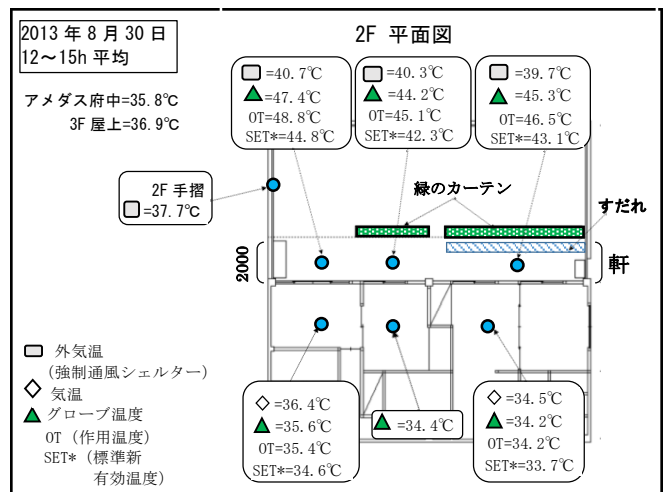 2013 年 8 月 30 日
12～15h 平均
アメダス府中=35.8℃
3F 屋上=36.9℃
2F 平面図
=40.7℃
=47.4℃
OT=48.8℃
SET*=44.8℃
=40.3℃
=44.2℃
OT=45.1℃
SET*=42.3℃
=39.7℃
=45.3℃
OT=46.5℃
SET*=43.1℃
2F 手摺
=37.7℃
緑のカーテン
すだれ
2000
軒
外気温
(強制通風シェルター)
気温
グローブ温度
OT（作用温度）
SET*（標準新
有効温度）
=36.4℃
=35.6℃
OT=35.4℃
SET*=34.6℃
=34.4℃
=34.5℃
=34.2℃
OT=34.2℃
SET*=33.7℃